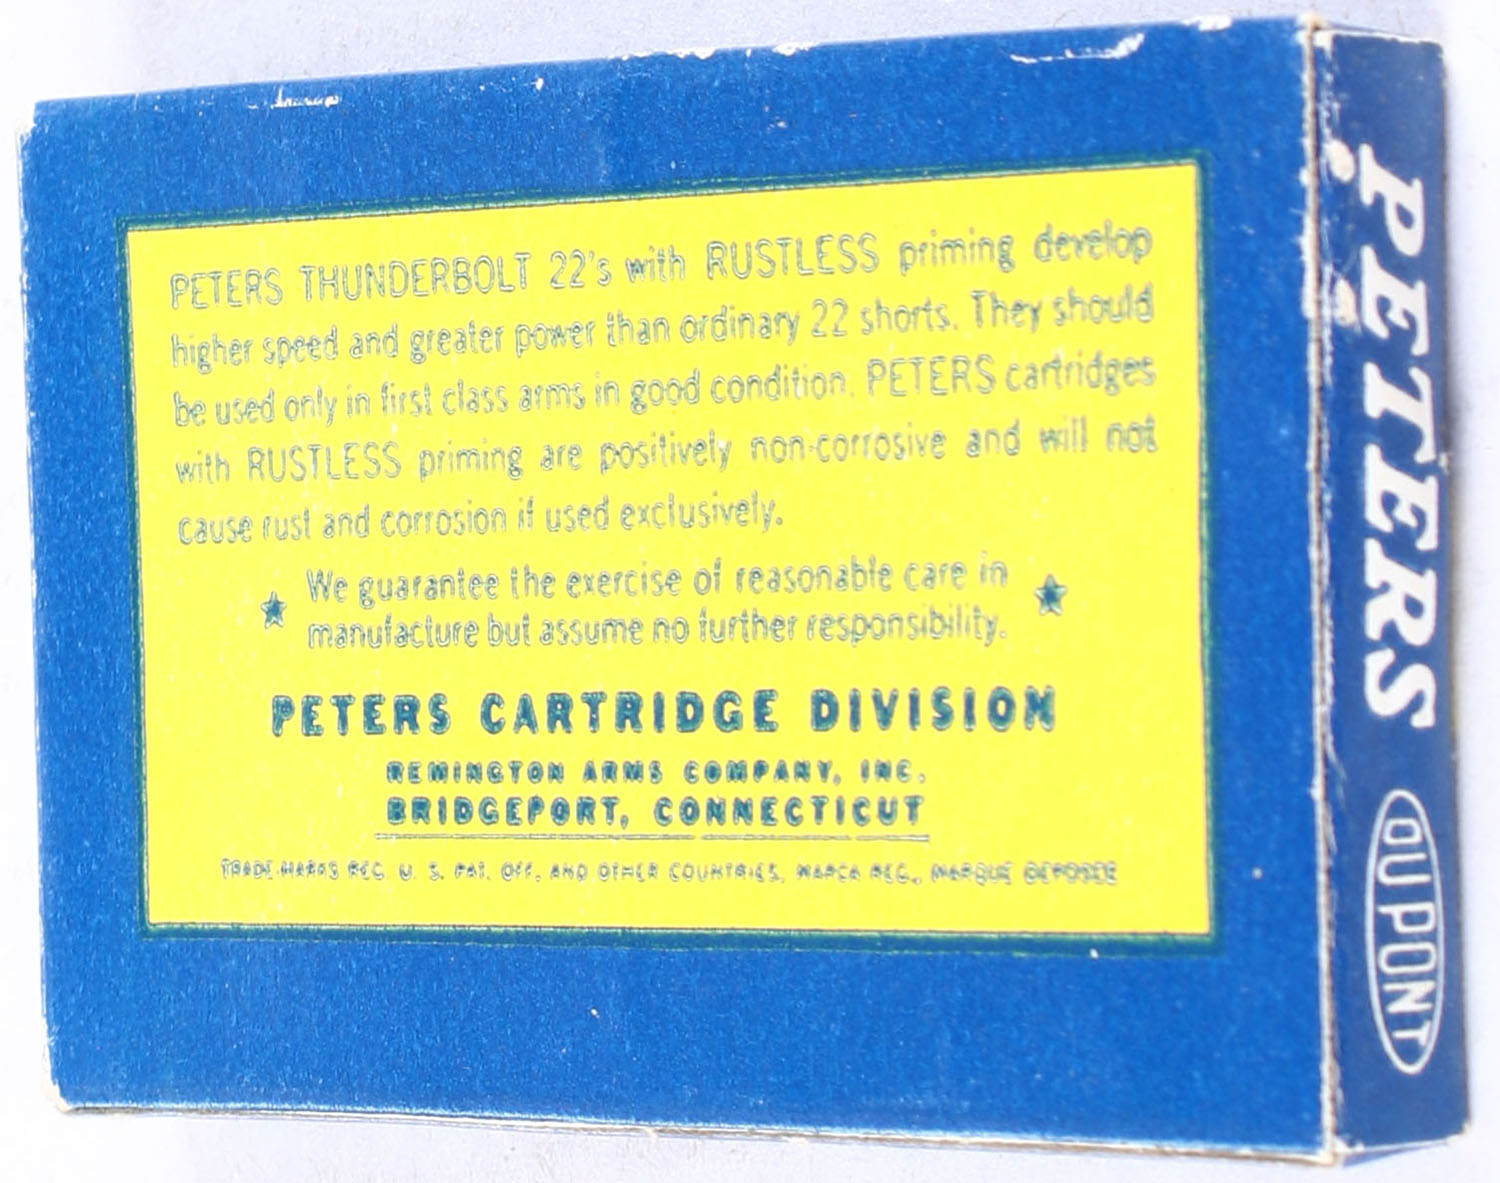 PETERS THUNDERBOLT 22's with RUSTLESS priming develop
higher speed and greater power than ordinary 22 shorts. They should
be used only in first class arms in good condition. PETERS cartridges
with RUSTLESS priming are positively non-corrosive and will not
cause rust and corrosion if used exclusively.
We guarantee the exercise of reasonable care in
manufacture but assume no further responsibility.
PETERS CARTRIDGE DIVISION
REMINGTON ARMS COMPANY, INC.
BRIDGEPORT, CONNECTICUT
TRADE-MARKS REG. U. S. PAT. OFF. AND OTHER COUNTRIES, MARCA REG., MARQUE DEPOSEE
PETERS
DU PONT